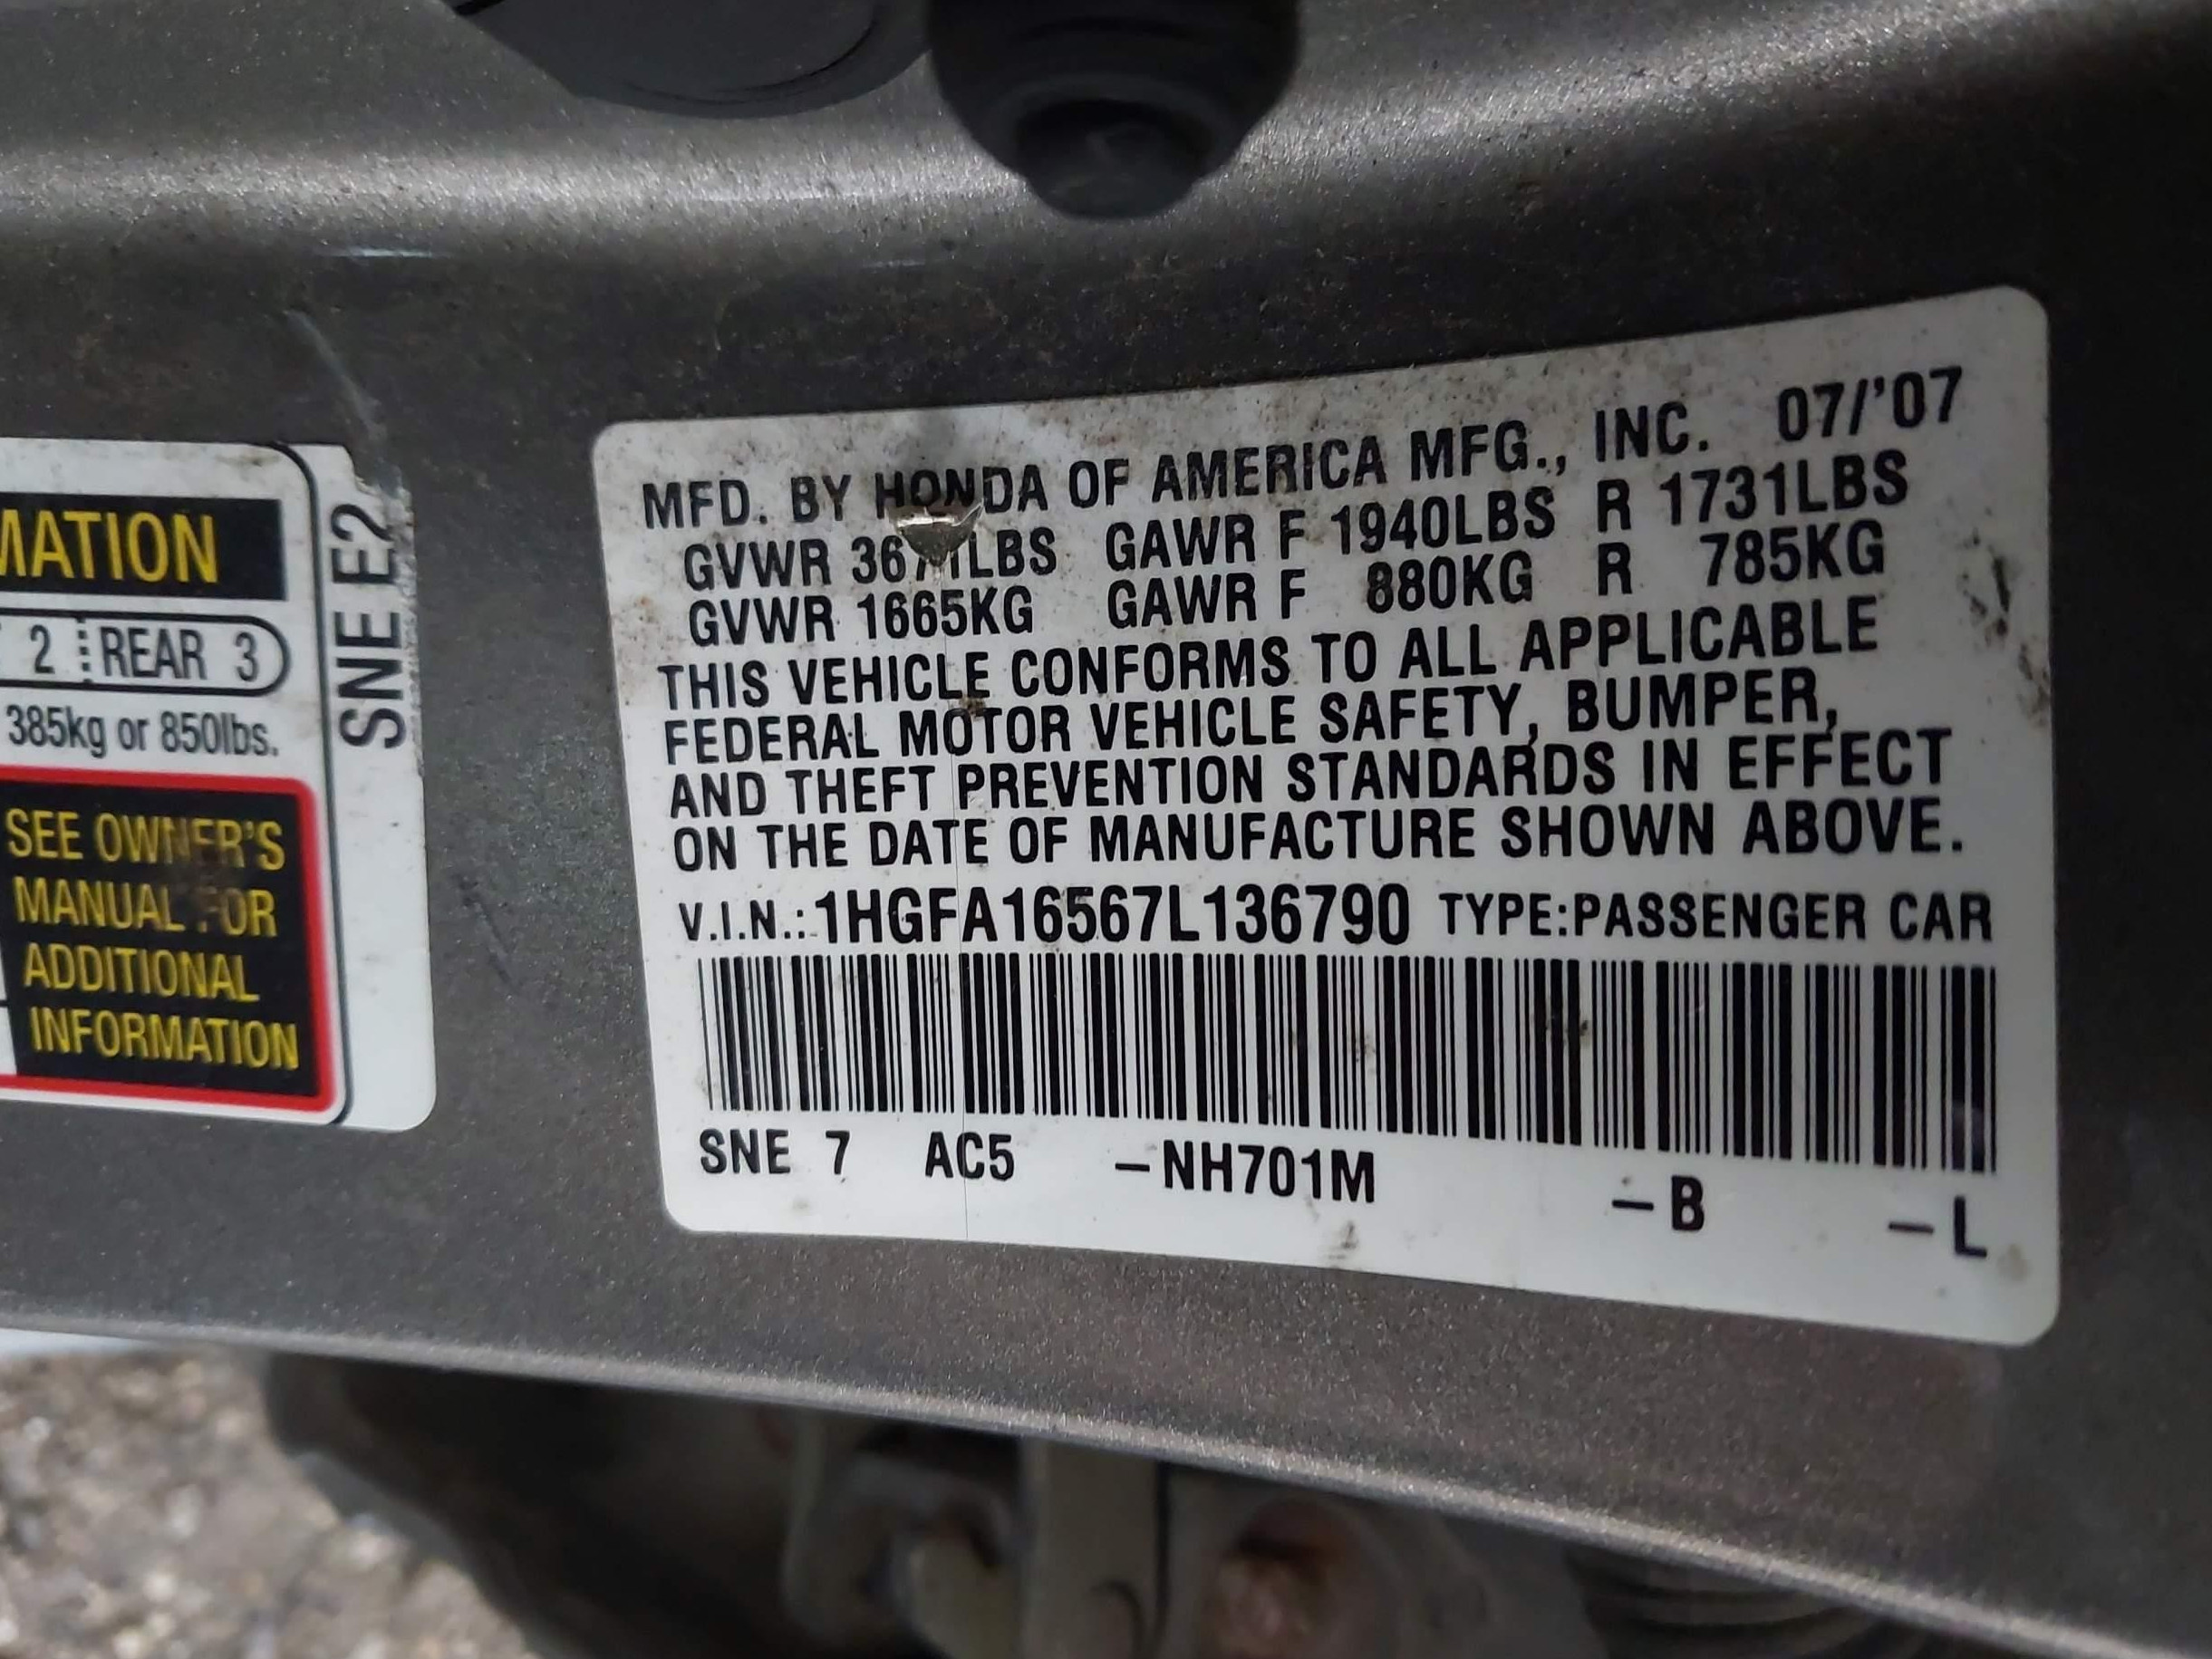 MATION
2 REAR 3
385kg or 850lbs.
SEE OWNER'S
MANUAL FOR
ADDITIONAL
INFORMATION
SNE E2
MFD. BY HONDA OF AMERICA MFG., INC. 07/'07
GVWR 3671LBS GAWR F 1940LBS R 1731LBS
GVWR 1665KG GAWR F 880KG R 785KG
THIS VEHICLE CONFORMS TO ALL APPLICABLE
FEDERAL MOTOR VEHICLE SAFETY, BUMPER,
AND THEFT PREVENTION STANDARDS IN EFFECT
ON THE DATE OF MANUFACTURE SHOWN ABOVE.
V.I.N.: 1HGFA16567L136790 TYPE:PASSENGER CAR
SNE 7 AC5 -NH701M -B -L